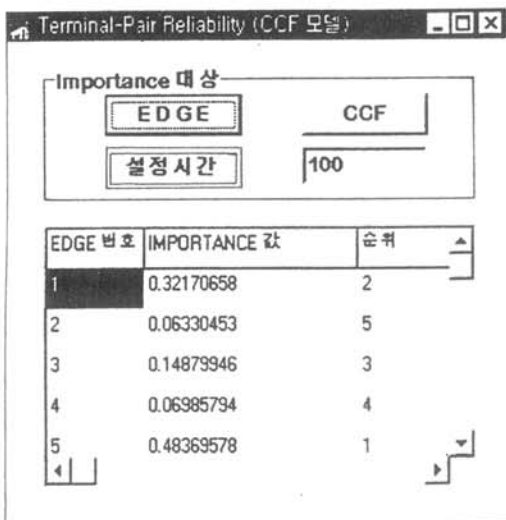 Terminal-Pair Reliability (CCF 모델)
Importance 대 상
EDGE CCF
설정시간 100
EDGE 번호 IMPORTANCE 값 순위
1 0.32170658 2
2 0.06330453 5
3 0.14879946 3
4 0.06985794 4
5 0.48369578 1